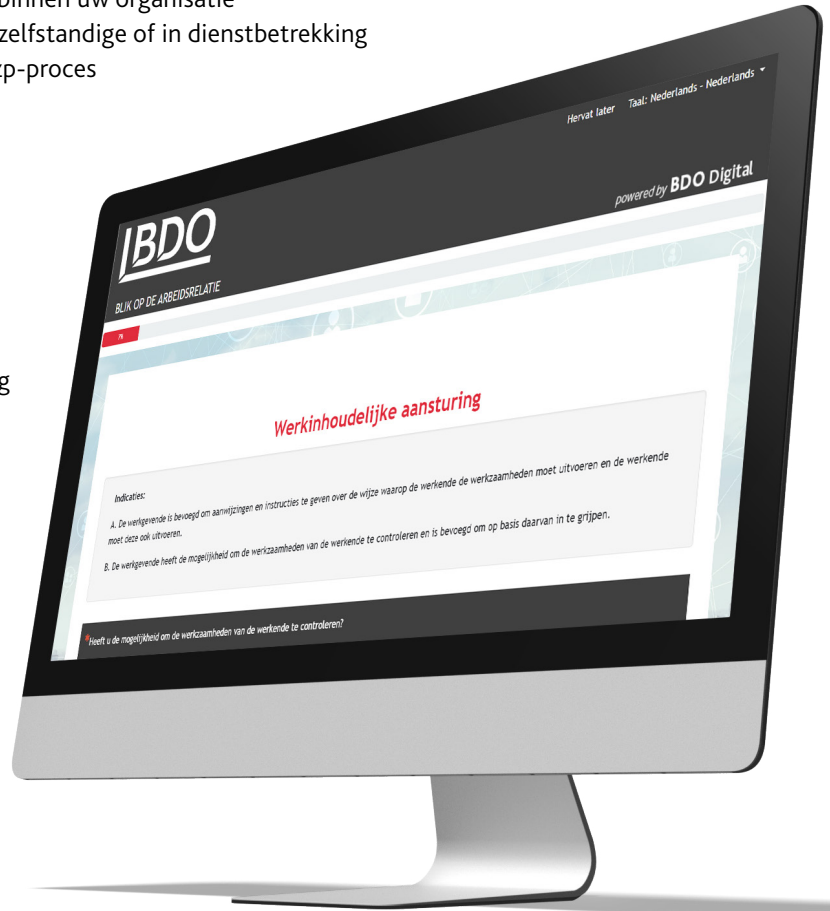 binnen uw organisatie
zelfstandige of in dienstbetrekking
zp-proces
g
Hervat later Taal: Nederlands - Nederlands
BDO
powered by BDO Digital
BLIK OP DE ARBEIDSRELATIE
Werkinhoudelijke aansturing
Indicaties:
A. De werkgevende is bevoegd om aanwijzingen en instructies te geven over de wijze waarop de werkende de werkzaamheden moet uitvoeren en de werkende
moet deze ook uitvoeren.
B. De werkgevende heeft de mogelijkheid om de werkzaamheden van de werkende te controleren en is bevoegd om op basis daarvan in te grijpen.
*Heeft u de mogelijkheid om de werkzaamheden van de werkende te controleren?